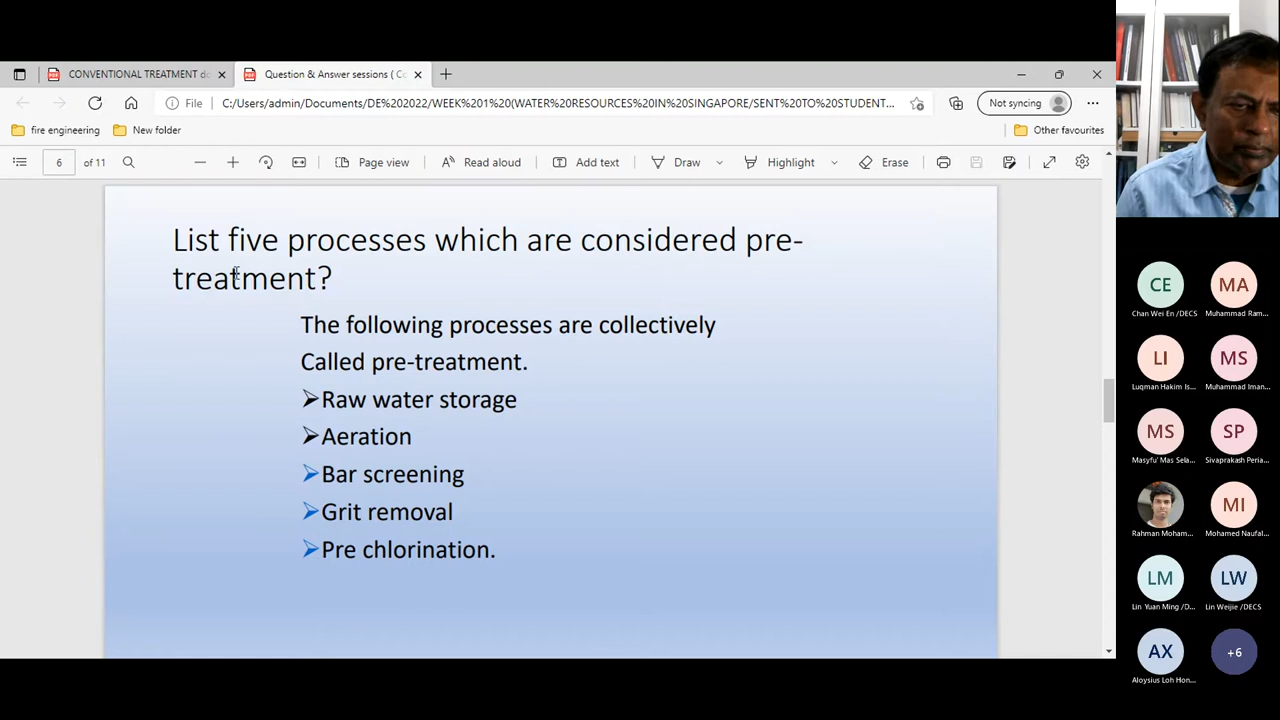 CONVENTIONAL TREATMENT do
Question & Answer sessions ( Co
File
C:/Users/admin/Documents/DE%202022/WEEK%201%20(WATER%20RESOURCES%20IN%20SINGAPORE/SENT%20TO%20STUDENT...
Not syncing
fire engineering
New folder
Other favourites
6 of 11
Page view
Read aloud
Add text
Draw
Highlight
Erase
List five processes which are considered pre-
treatment?
The following processes are collectively
Called pre-treatment.
Raw water storage
Aeration
Bar screening
Grit removal
Pre chlorination.
CE
MA
Chan Wei En /DECS
Muhammad Ram...
LI
MS
Luqman Hakim Is...
Muhammad Iman...
MS
SP
Masyfu' Mas Sela...
Sivaprakash Peria...
MI
Rahman Moham...
Mohamed Naufal...
LM
LW
Lin Yuan Ming /D...
Lin Weijie /DECS
AX
+6
Aloysius Loh Hon...